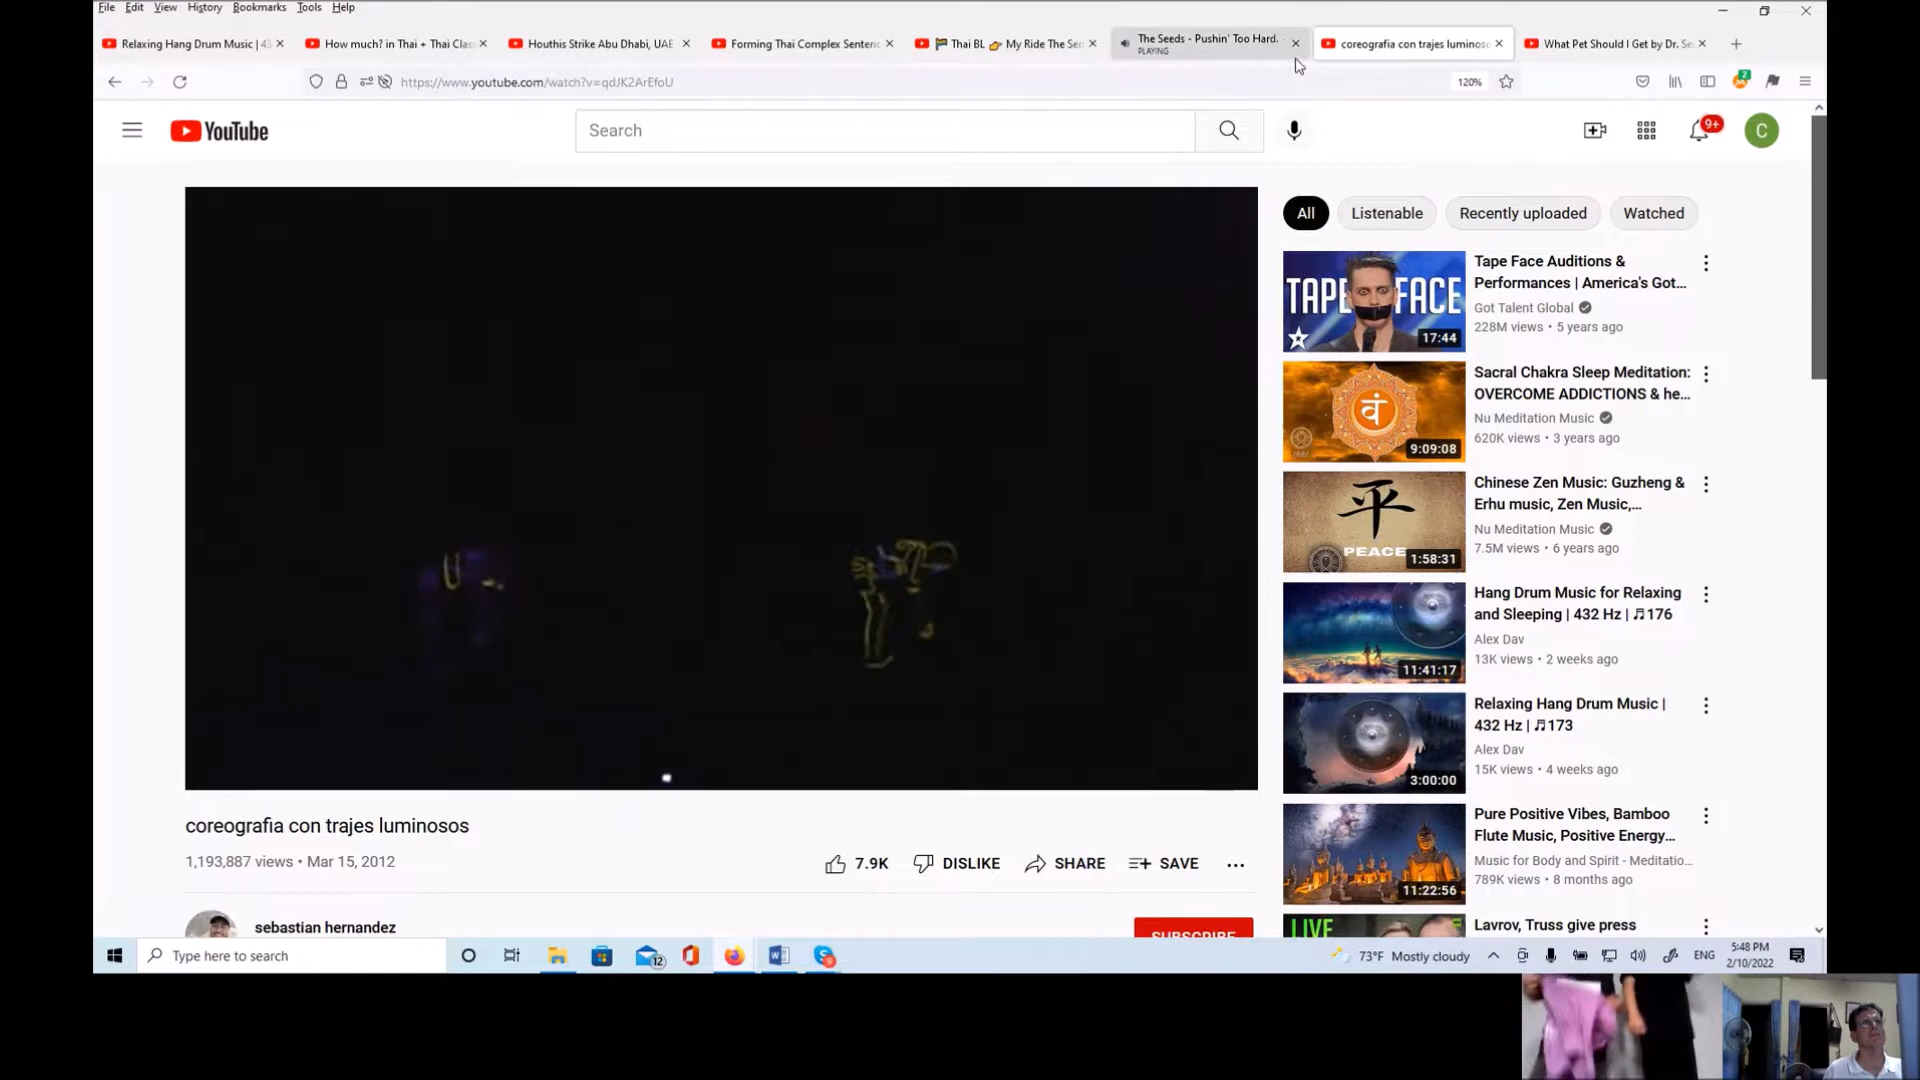 File Edit View History Bookmarks Tools Help
Relaxing Hang Drum Music | 43
How much? in Thai + Thai Clas
Houthis Strike Abu Dhabi, UAE
Forming Thai Complex Sentenc
Thai BL 👉 My Ride The Ser
The Seeds - Pushin' Too Hard.
PLAYING
coreografia con trajes luminoso
What Pet Should I Get by Dr. Se
https://www.youtube.com/watch?v=qdJK2ArEfoU
120%
2
YouTube
Search
9+
C
All
Listenable
Recently uploaded
Watched
TAPE FACE
17:44
Tape Face Auditions &
Performances | America's Got...
Got Talent Global
228M views • 5 years ago
वं
9:09:08
Sacral Chakra Sleep Meditation:
OVERCOME ADDICTIONS & he...
Nu Meditation Music
620K views • 3 years ago
平
PEACE
1:58:31
Chinese Zen Music: Guzheng &
Erhu music, Zen Music,...
Nu Meditation Music
7.5M views • 6 years ago
11:41:17
Hang Drum Music for Relaxing
and Sleeping | 432 Hz | ♫176
Alex Dav
13K views • 2 weeks ago
3:00:00
Relaxing Hang Drum Music |
432 Hz | ♫173
Alex Dav
15K views • 4 weeks ago
11:22:56
Pure Positive Vibes, Bamboo
Flute Music, Positive Energy...
Music for Body and Spirit - Meditatio...
789K views • 8 months ago
LIVE
Lavrov, Truss give press
coreografia con trajes luminosos
1,193,887 views • Mar 15, 2012
7.9K
DISLIKE
SHARE
SAVE
sebastian hernandez
SUBSCRIBE
Type here to search
12
73°F Mostly cloudy
ENG
5:48 PM
2/10/2022